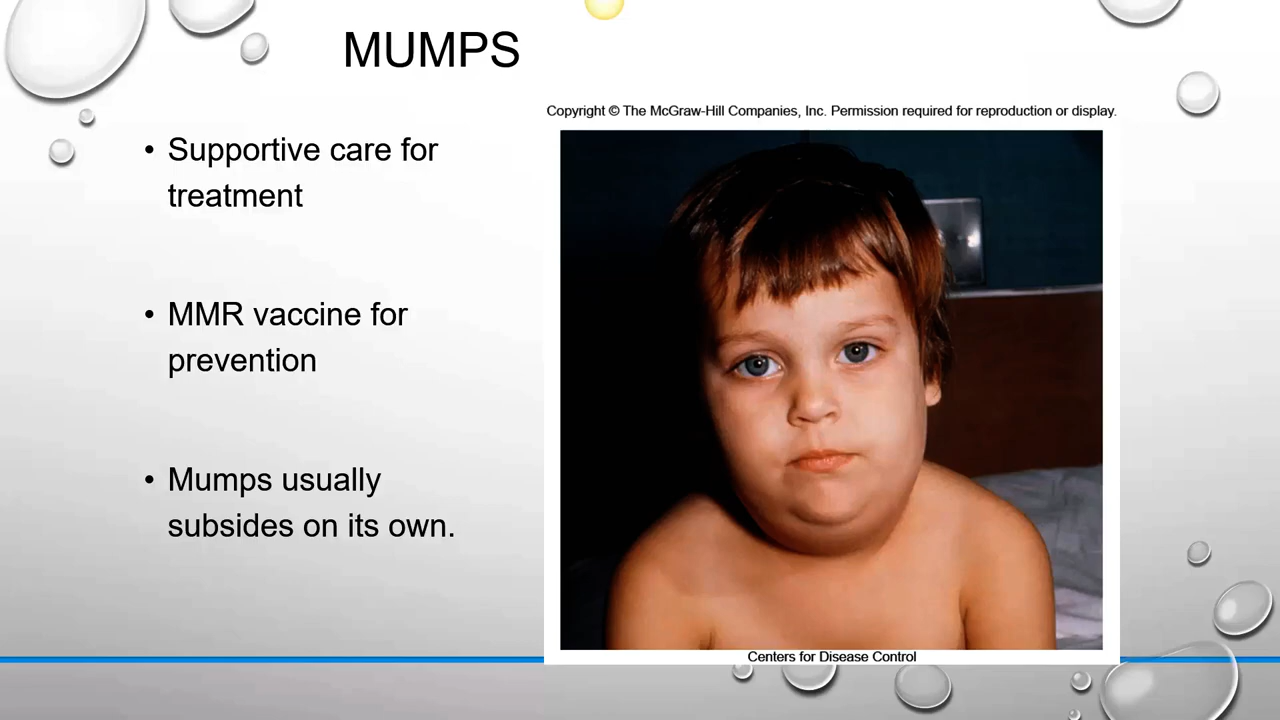 MUMPS
Copyright © The McGraw-Hill Companies, Inc. Permission required for reproduction or display.
• Supportive care for
treatment
• MMR vaccine for
prevention
• Mumps usually
subsides on its own.
Centers for Disease Control